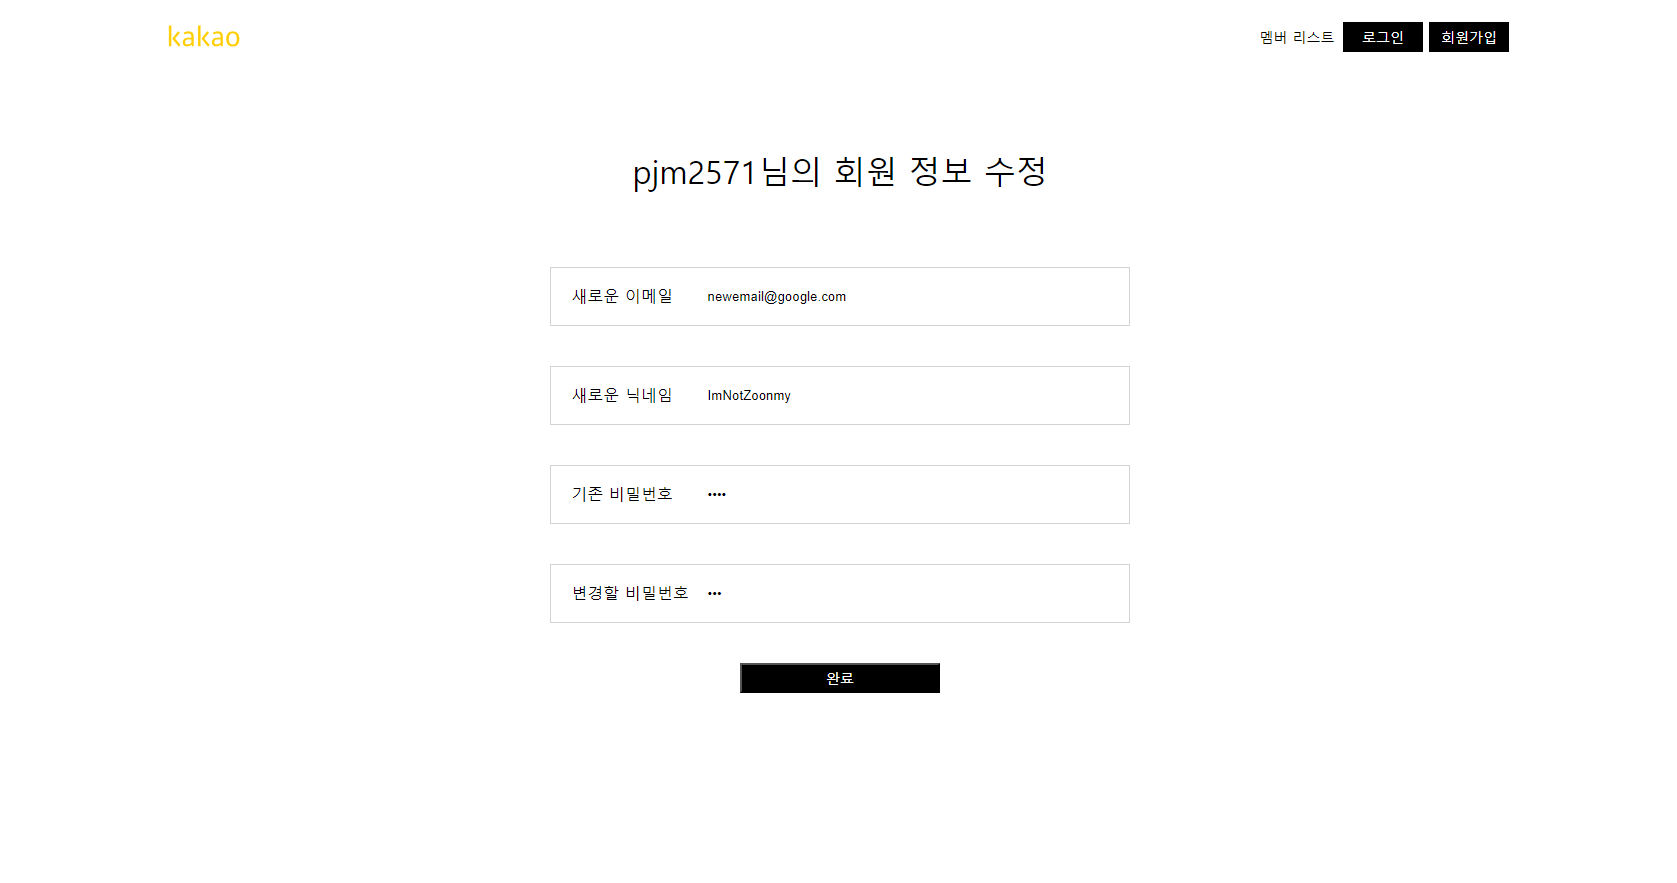 kakao
멤버 리스트 로그인 회원가입
pjm2571님의 회원 정보 수정
새로운 이메일 newemail@google.com
새로운 닉네임 ImNotZoonmy
기존 비밀번호 ••••
변경할 비밀번호 •••
완료